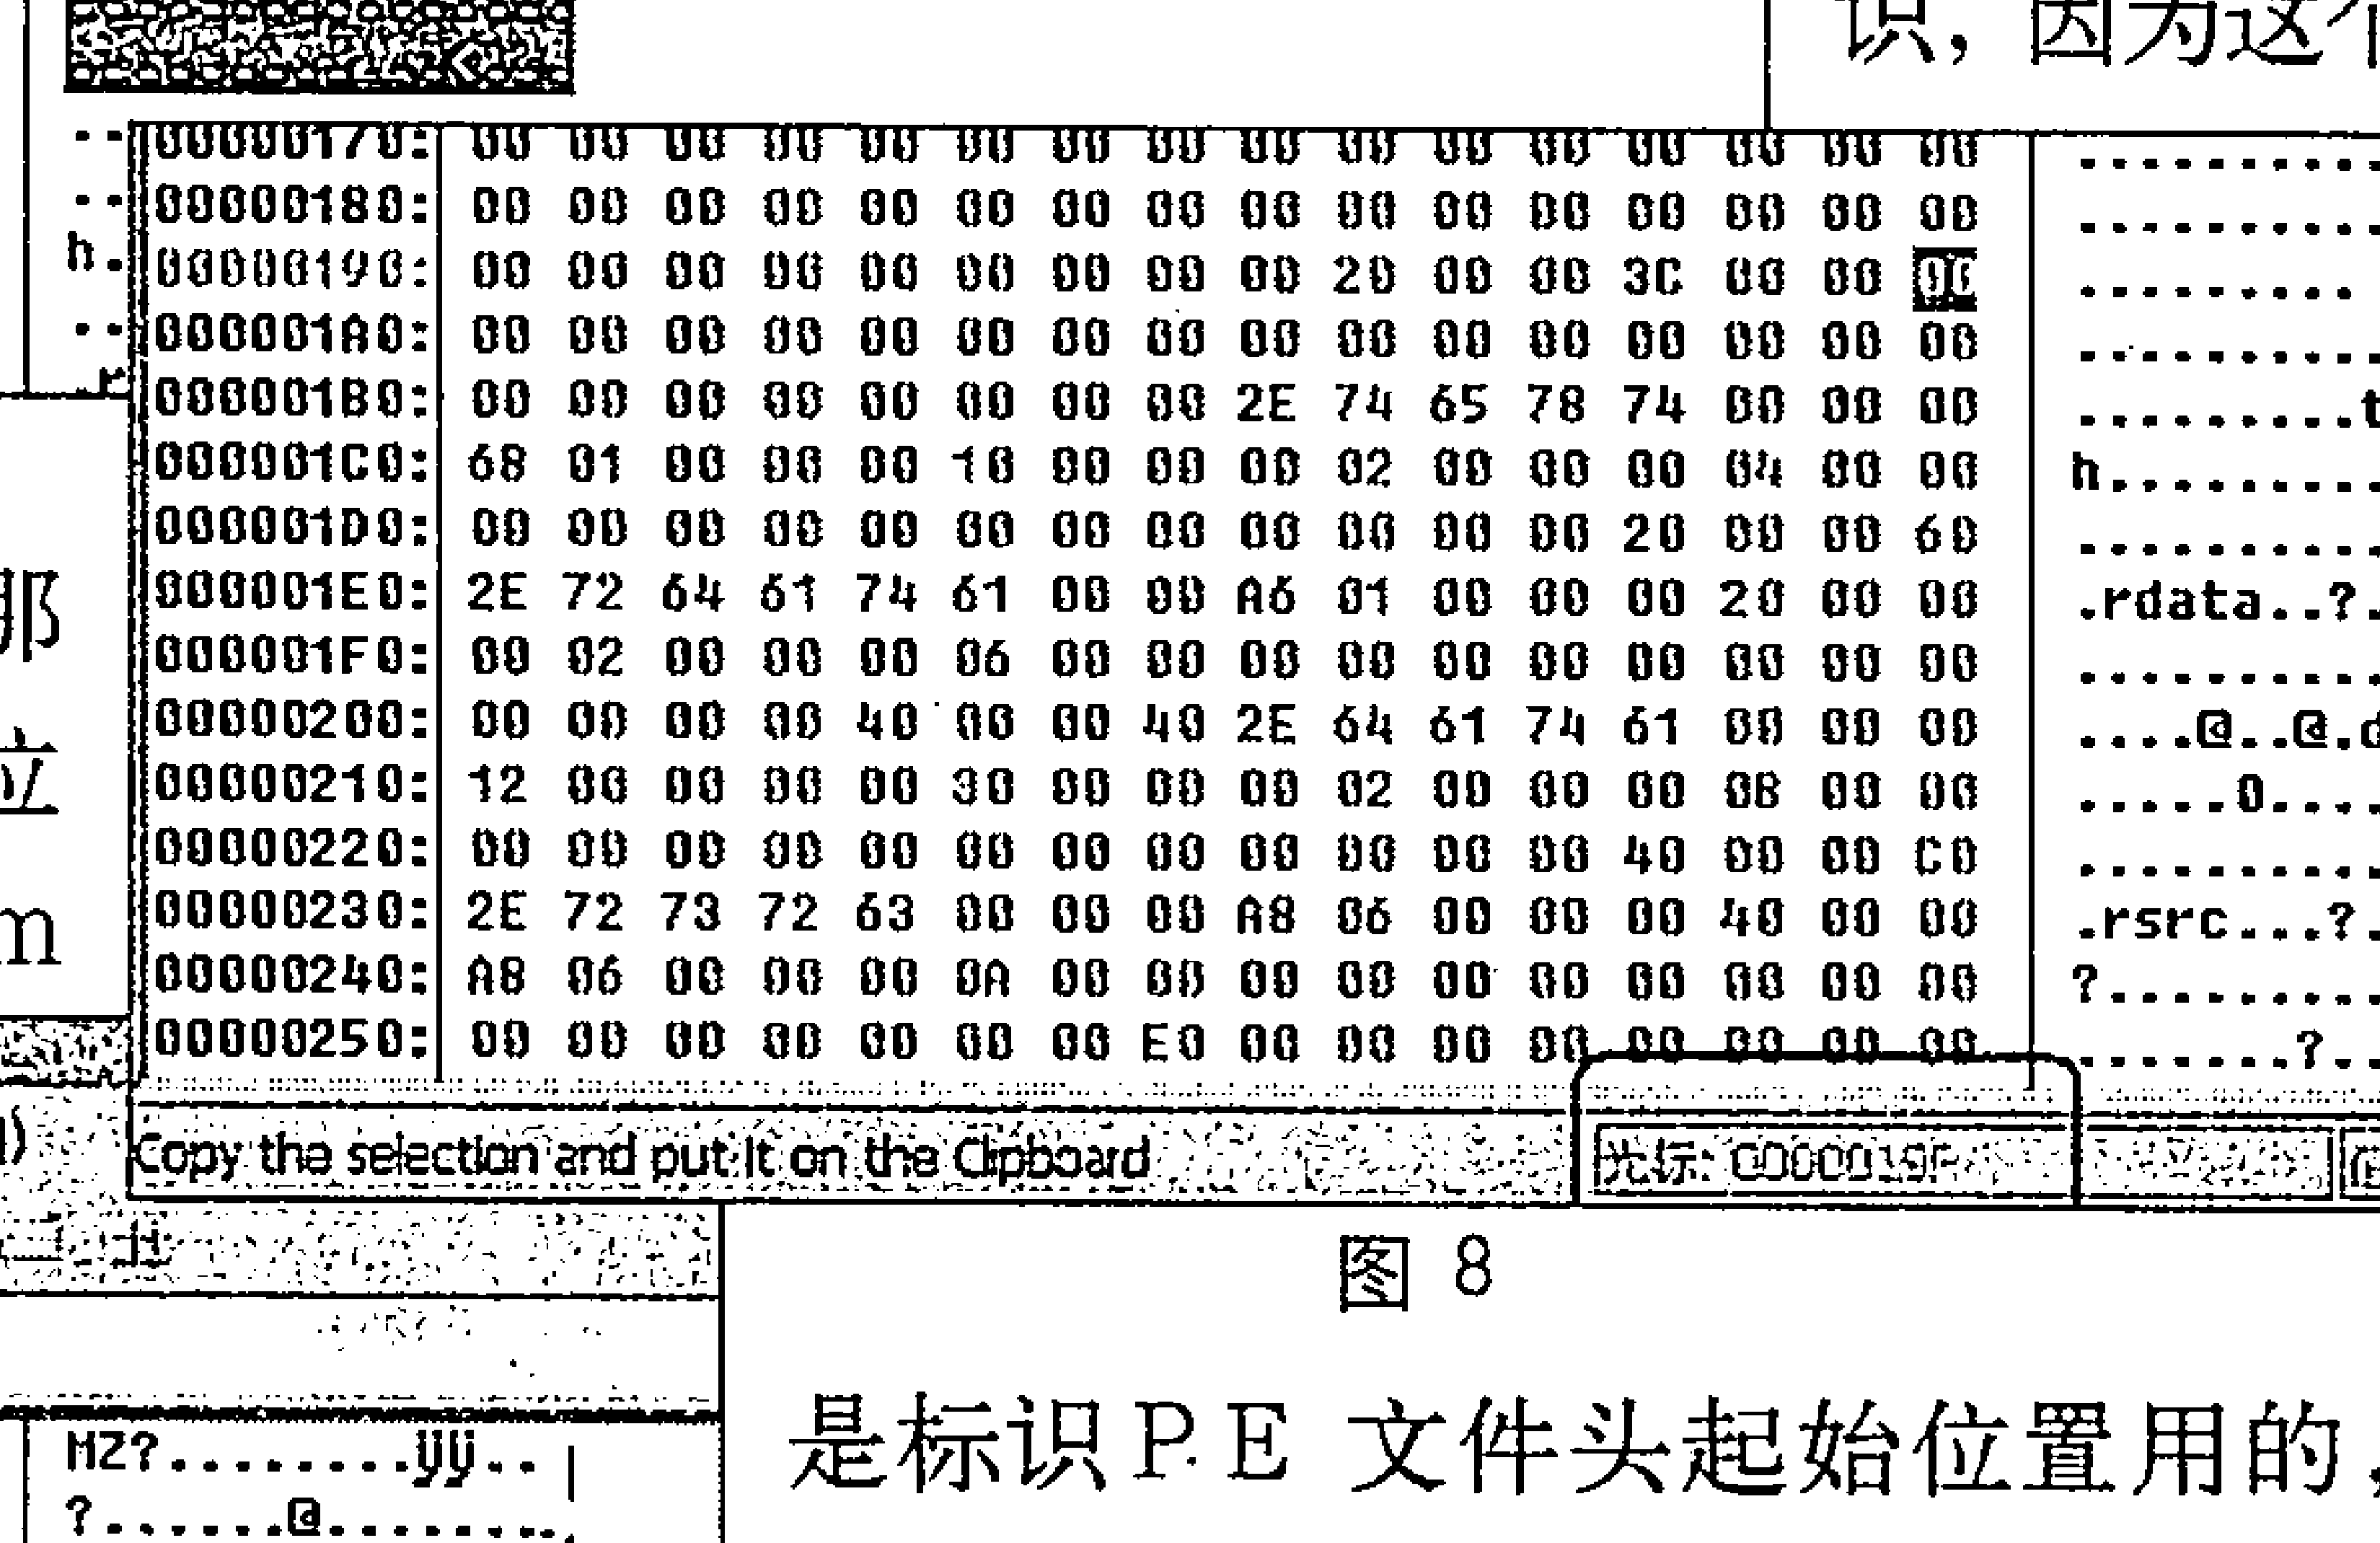 识，因为这个
00000170: 00 00 00 00 00 00 00 00 00 00 00 00 00 00 00 00 ..........
00000180: 00 00 00 00 00 00 00 00 00 00 00 00 00 00 00 00 ..........
00000190: 00 00 00 00 00 00 00 00 00 20 00 00 3C 00 00 00 .........
000001A0: 00 00 00 00 00 00 00 00 00 00 00 00 00 00 00 00 ..........
000001B0: 00 00 00 00 00 00 00 00 2E 74 65 78 74 00 00 00 .........t
000001C0: 68 01 00 00 00 10 00 00 00 02 00 00 00 04 00 00 h.........
000001D0: 00 00 00 00 00 00 00 00 00 00 00 00 20 00 00 60 ..........
000001E0: 2E 72 64 61 74 61 00 00 A6 01 00 00 00 20 00 00 .rdata..?.
000001F0: 00 02 00 00 00 06 00 00 00 00 00 00 00 00 00 00 ..........
00000200: 00 00 00 00 40 00 00 40 2E 64 61 74 61 00 00 00 ....@..@.d
00000210: 12 00 00 00 00 30 00 00 00 02 00 00 00 08 00 00 .....0....
00000220: 00 00 00 00 00 00 00 00 00 00 00 00 40 00 00 C0 ..........
00000230: 2E 72 73 72 63 00 00 00 A8 06 00 00 00 40 00 00 .rsrc...?.
00000240: A8 06 00 00 00 0A 00 00 00 00 00 00 00 00 00 00 ?.........
00000250: 00 00 00 00 00 00 00 E0 00 00 00 00 00 00 00 00 .......?..
Copy the selection and put it on the Clipboard 光标: 0000019F
图 8
那
立
m
是标识P.E 文件头起始位置用的，
MZ?........ÿÿ..
?......@.........